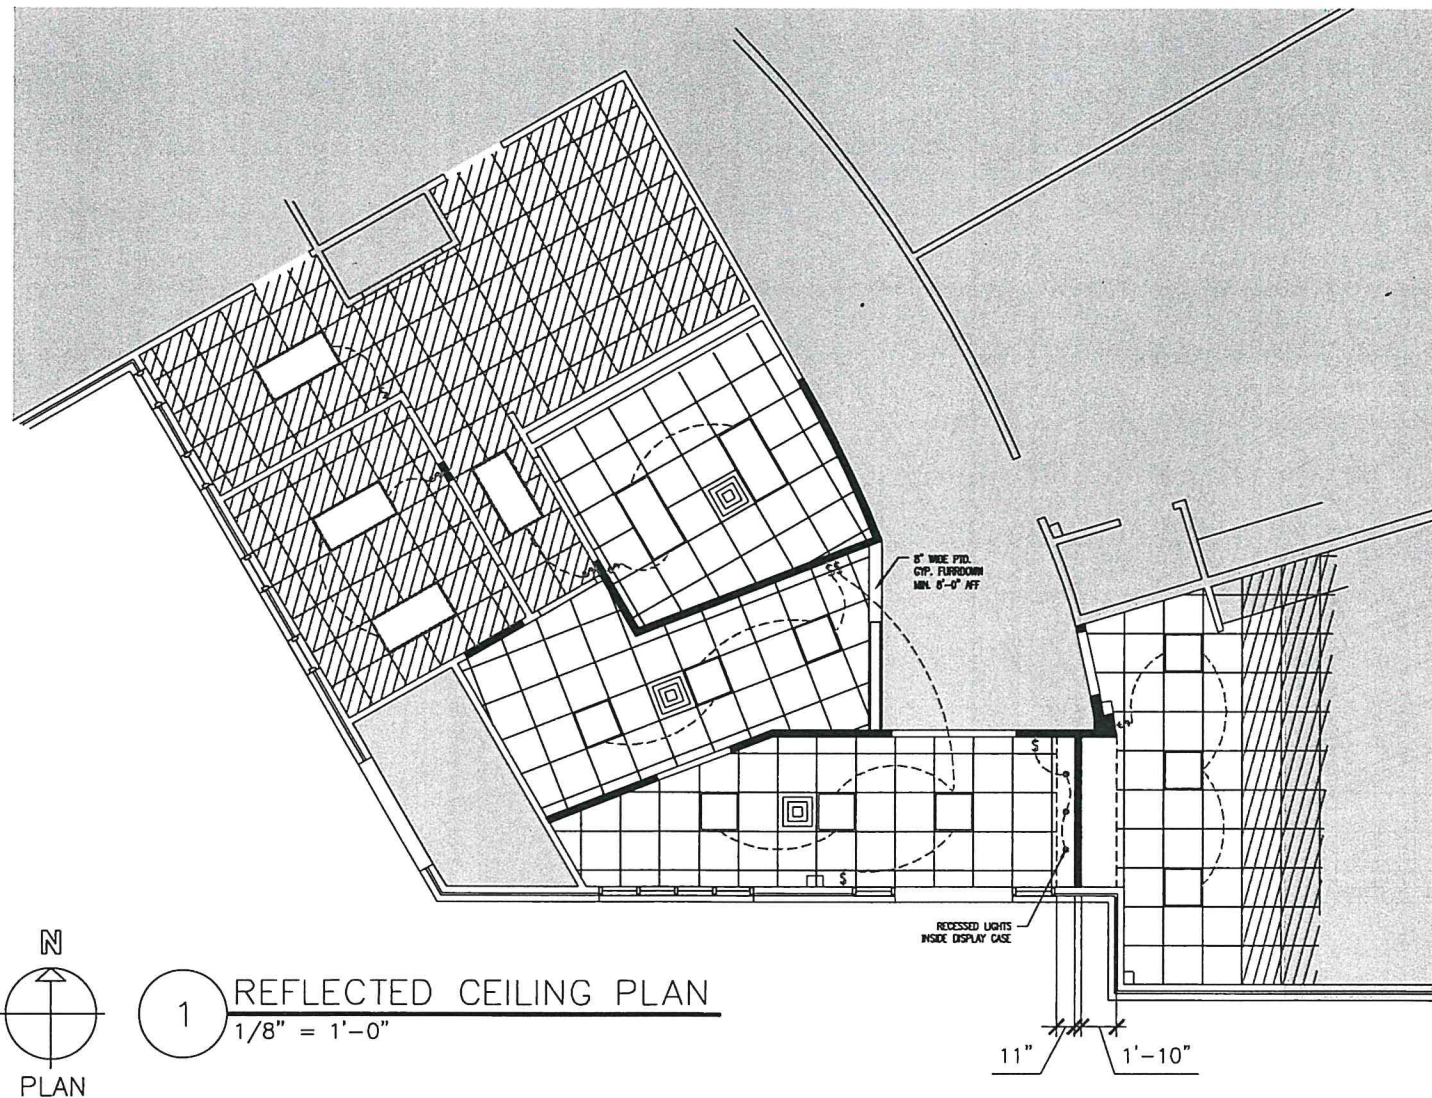 8" WIDE PTD.
GYP. FURRDOWN
MIN. 8'-0" AFF
$$
$
$
RECESSED LIGHTS
INSIDE DISPLAY CASE
N
PLAN
1
REFLECTED CEILING PLAN
1/8" = 1'-0"
11"
1'-10"